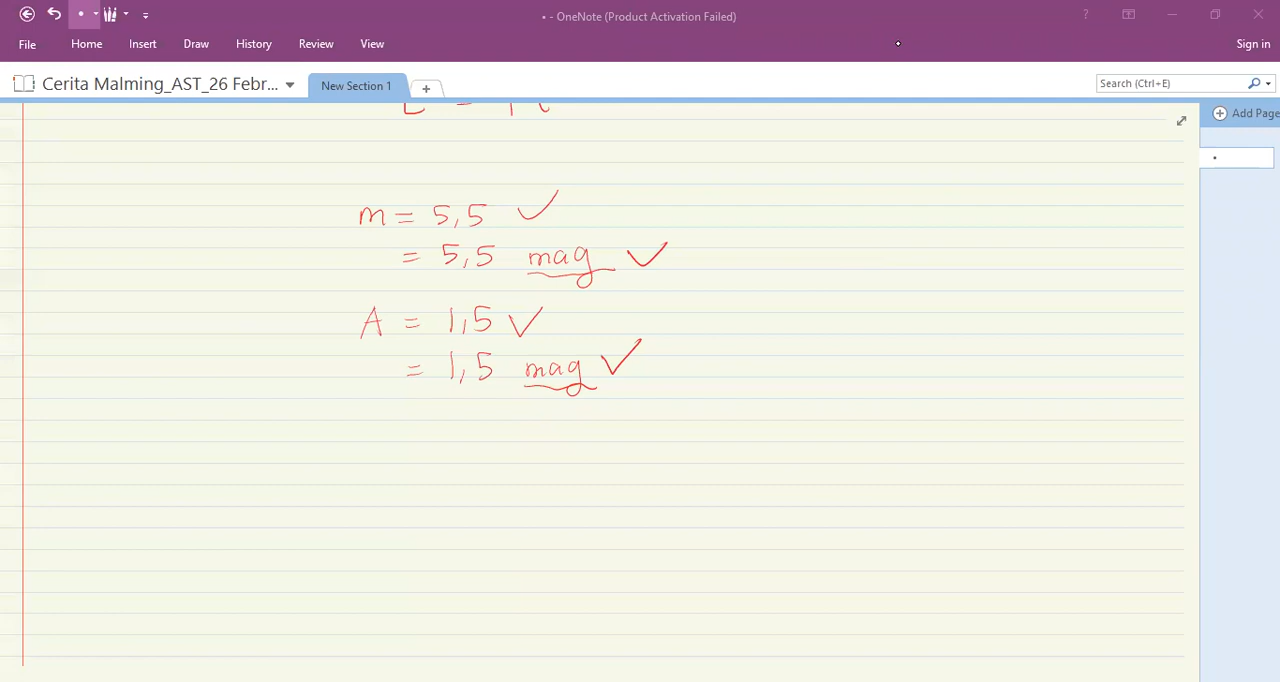 • - OneNote (Product Activation Failed)
?
File Home Insert Draw History Review View
Sign in
Cerita Malming_AST_26 Febr...
New Section 1
+
Search (Ctrl+E)
Add Page
m = 5,5 ✓
= 5,5 mag ✓
A = 1,5 ✓
= 1,5 mag ✓